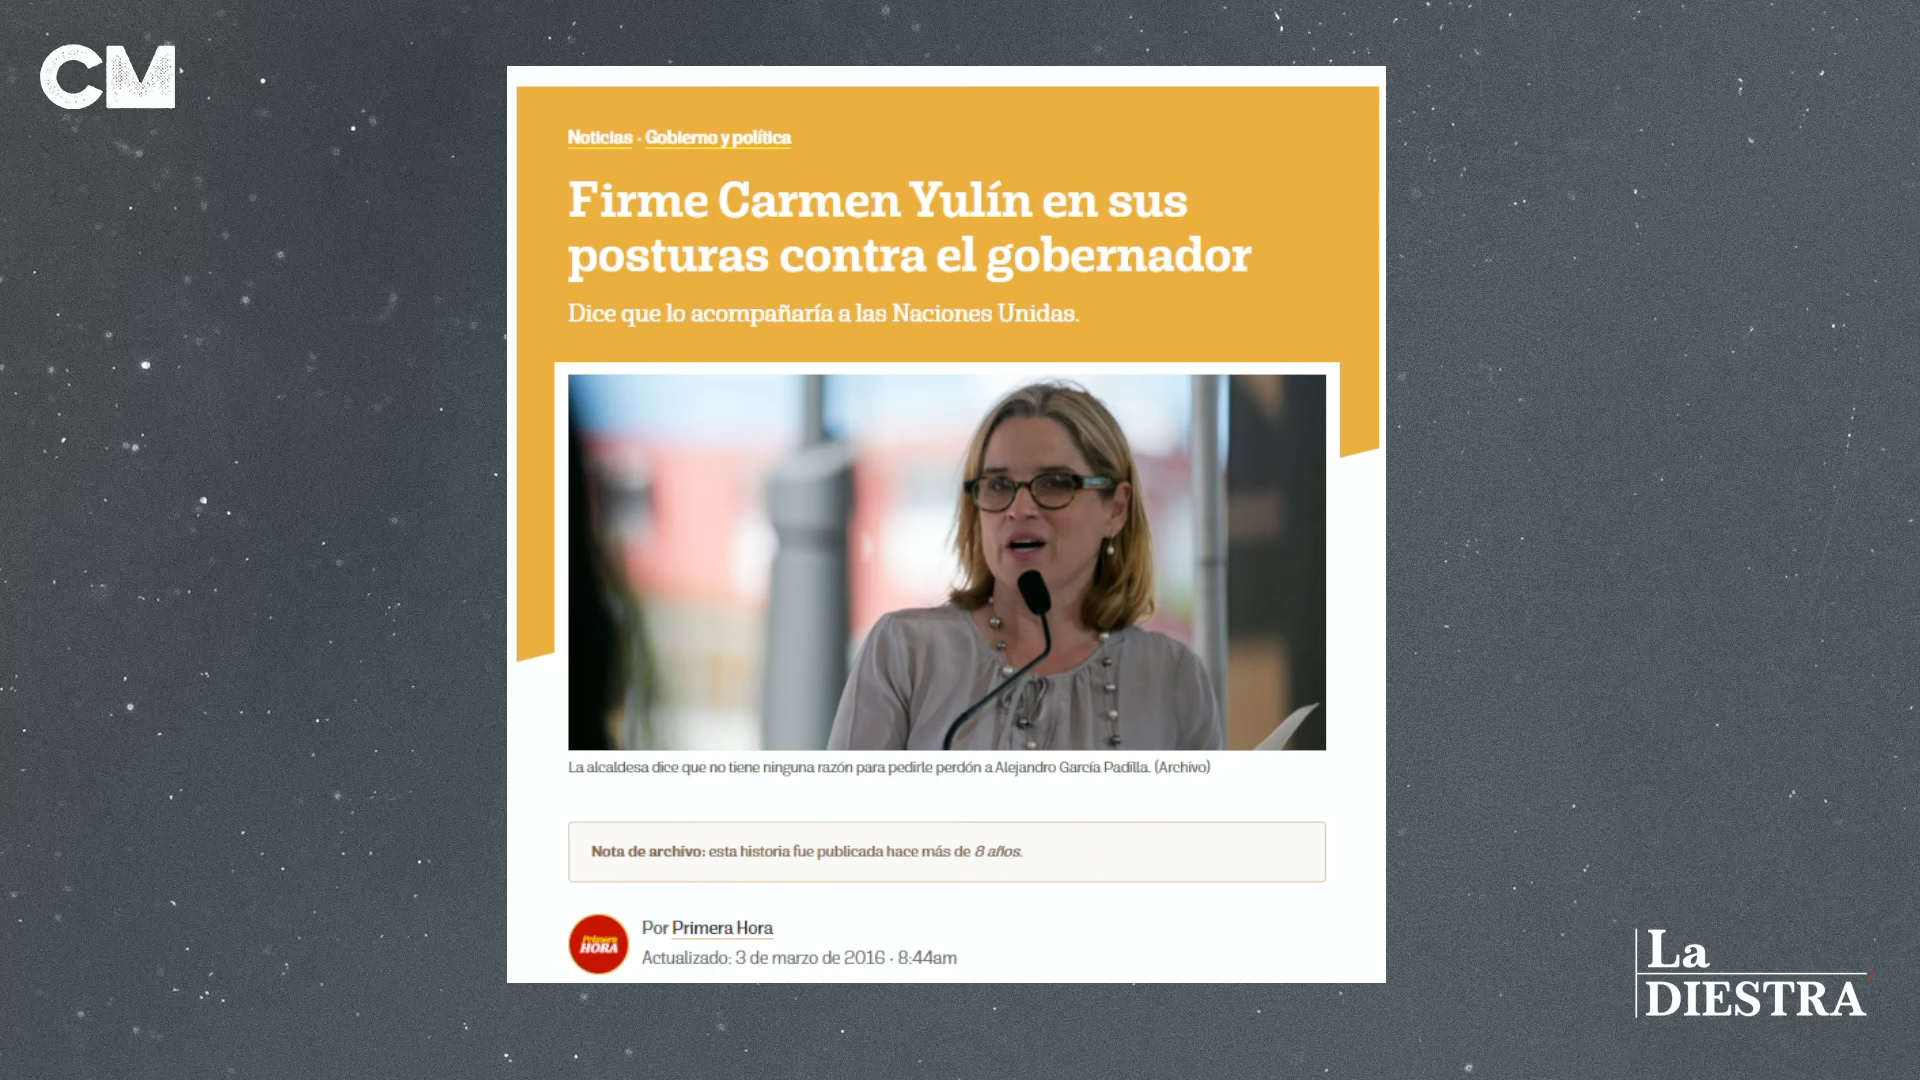 CM
Noticias · Gobierno y política
Firme Carmen Yulín en sus
posturas contra el gobernador
Dice que lo acompañaría a las Naciones Unidas.
La alcaldesa dice que no tiene ninguna razón para pedirle perdón a Alejandro García Padilla. (Archivo)
Nota de archivo: esta historia fue publicada hace más de 8 años.
Primera
HORA
Por Primera Hora
Actualizado: 3 de marzo de 2016 · 8:44am
La
DIESTRA